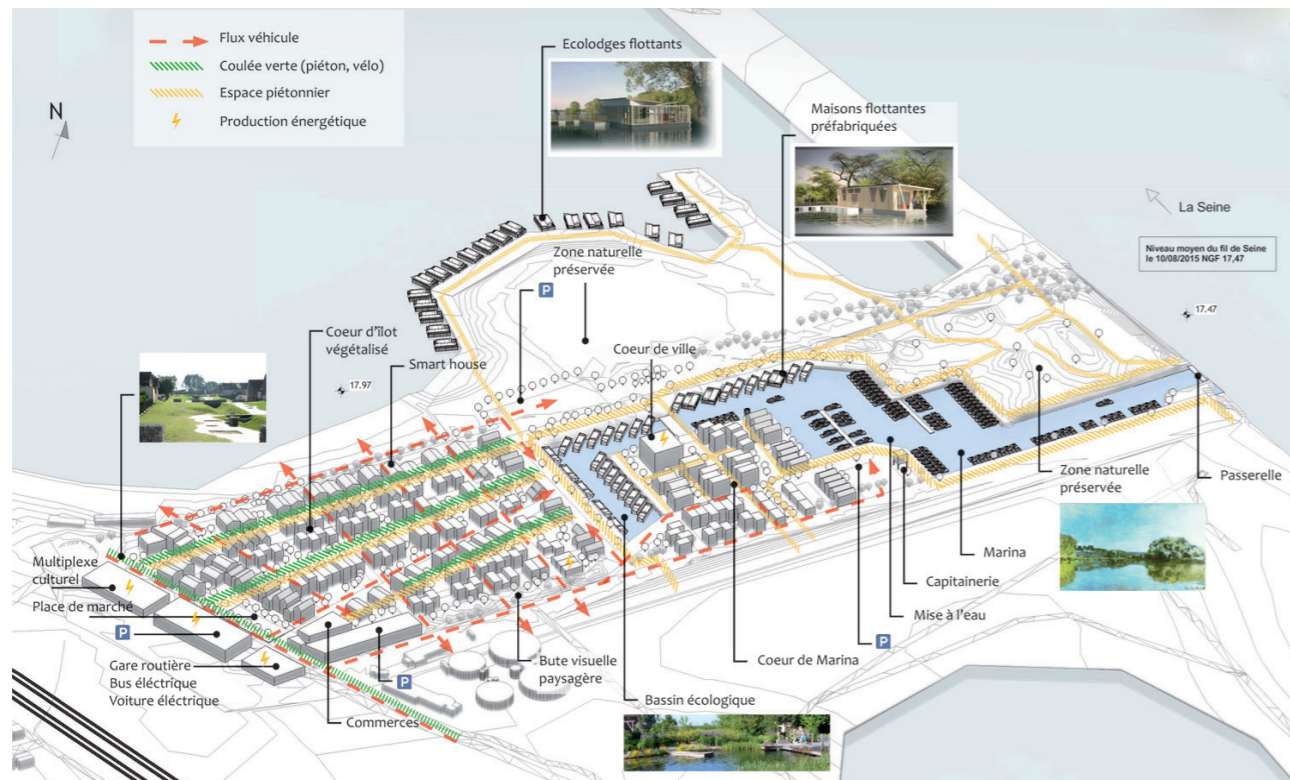 Flux véhicule
Coulée verte (piéton, vélo)
Espace piétonnier
Production énergétique
N
Ecolodges flottants
Maisons flottantes
préfabriquées
La Seine
Niveau moyen du fil de Seine
le 10/08/2015 NGF 17,47
17.47
Zone naturelle
préservée
P
Coeur d'îlot
végétalisé
Smart house
Coeur de ville
17.97
Multiplexe
culturel
Place de marché
P
Gare routière
Bus éléctrique
Voiture éléctrique
P
Commerces
Bute visuelle
paysagère
Bassin écologique
Coeur de Marina
P
Mise à l'eau
Capitainerie
Marina
Zone naturelle
préservée
Passerelle